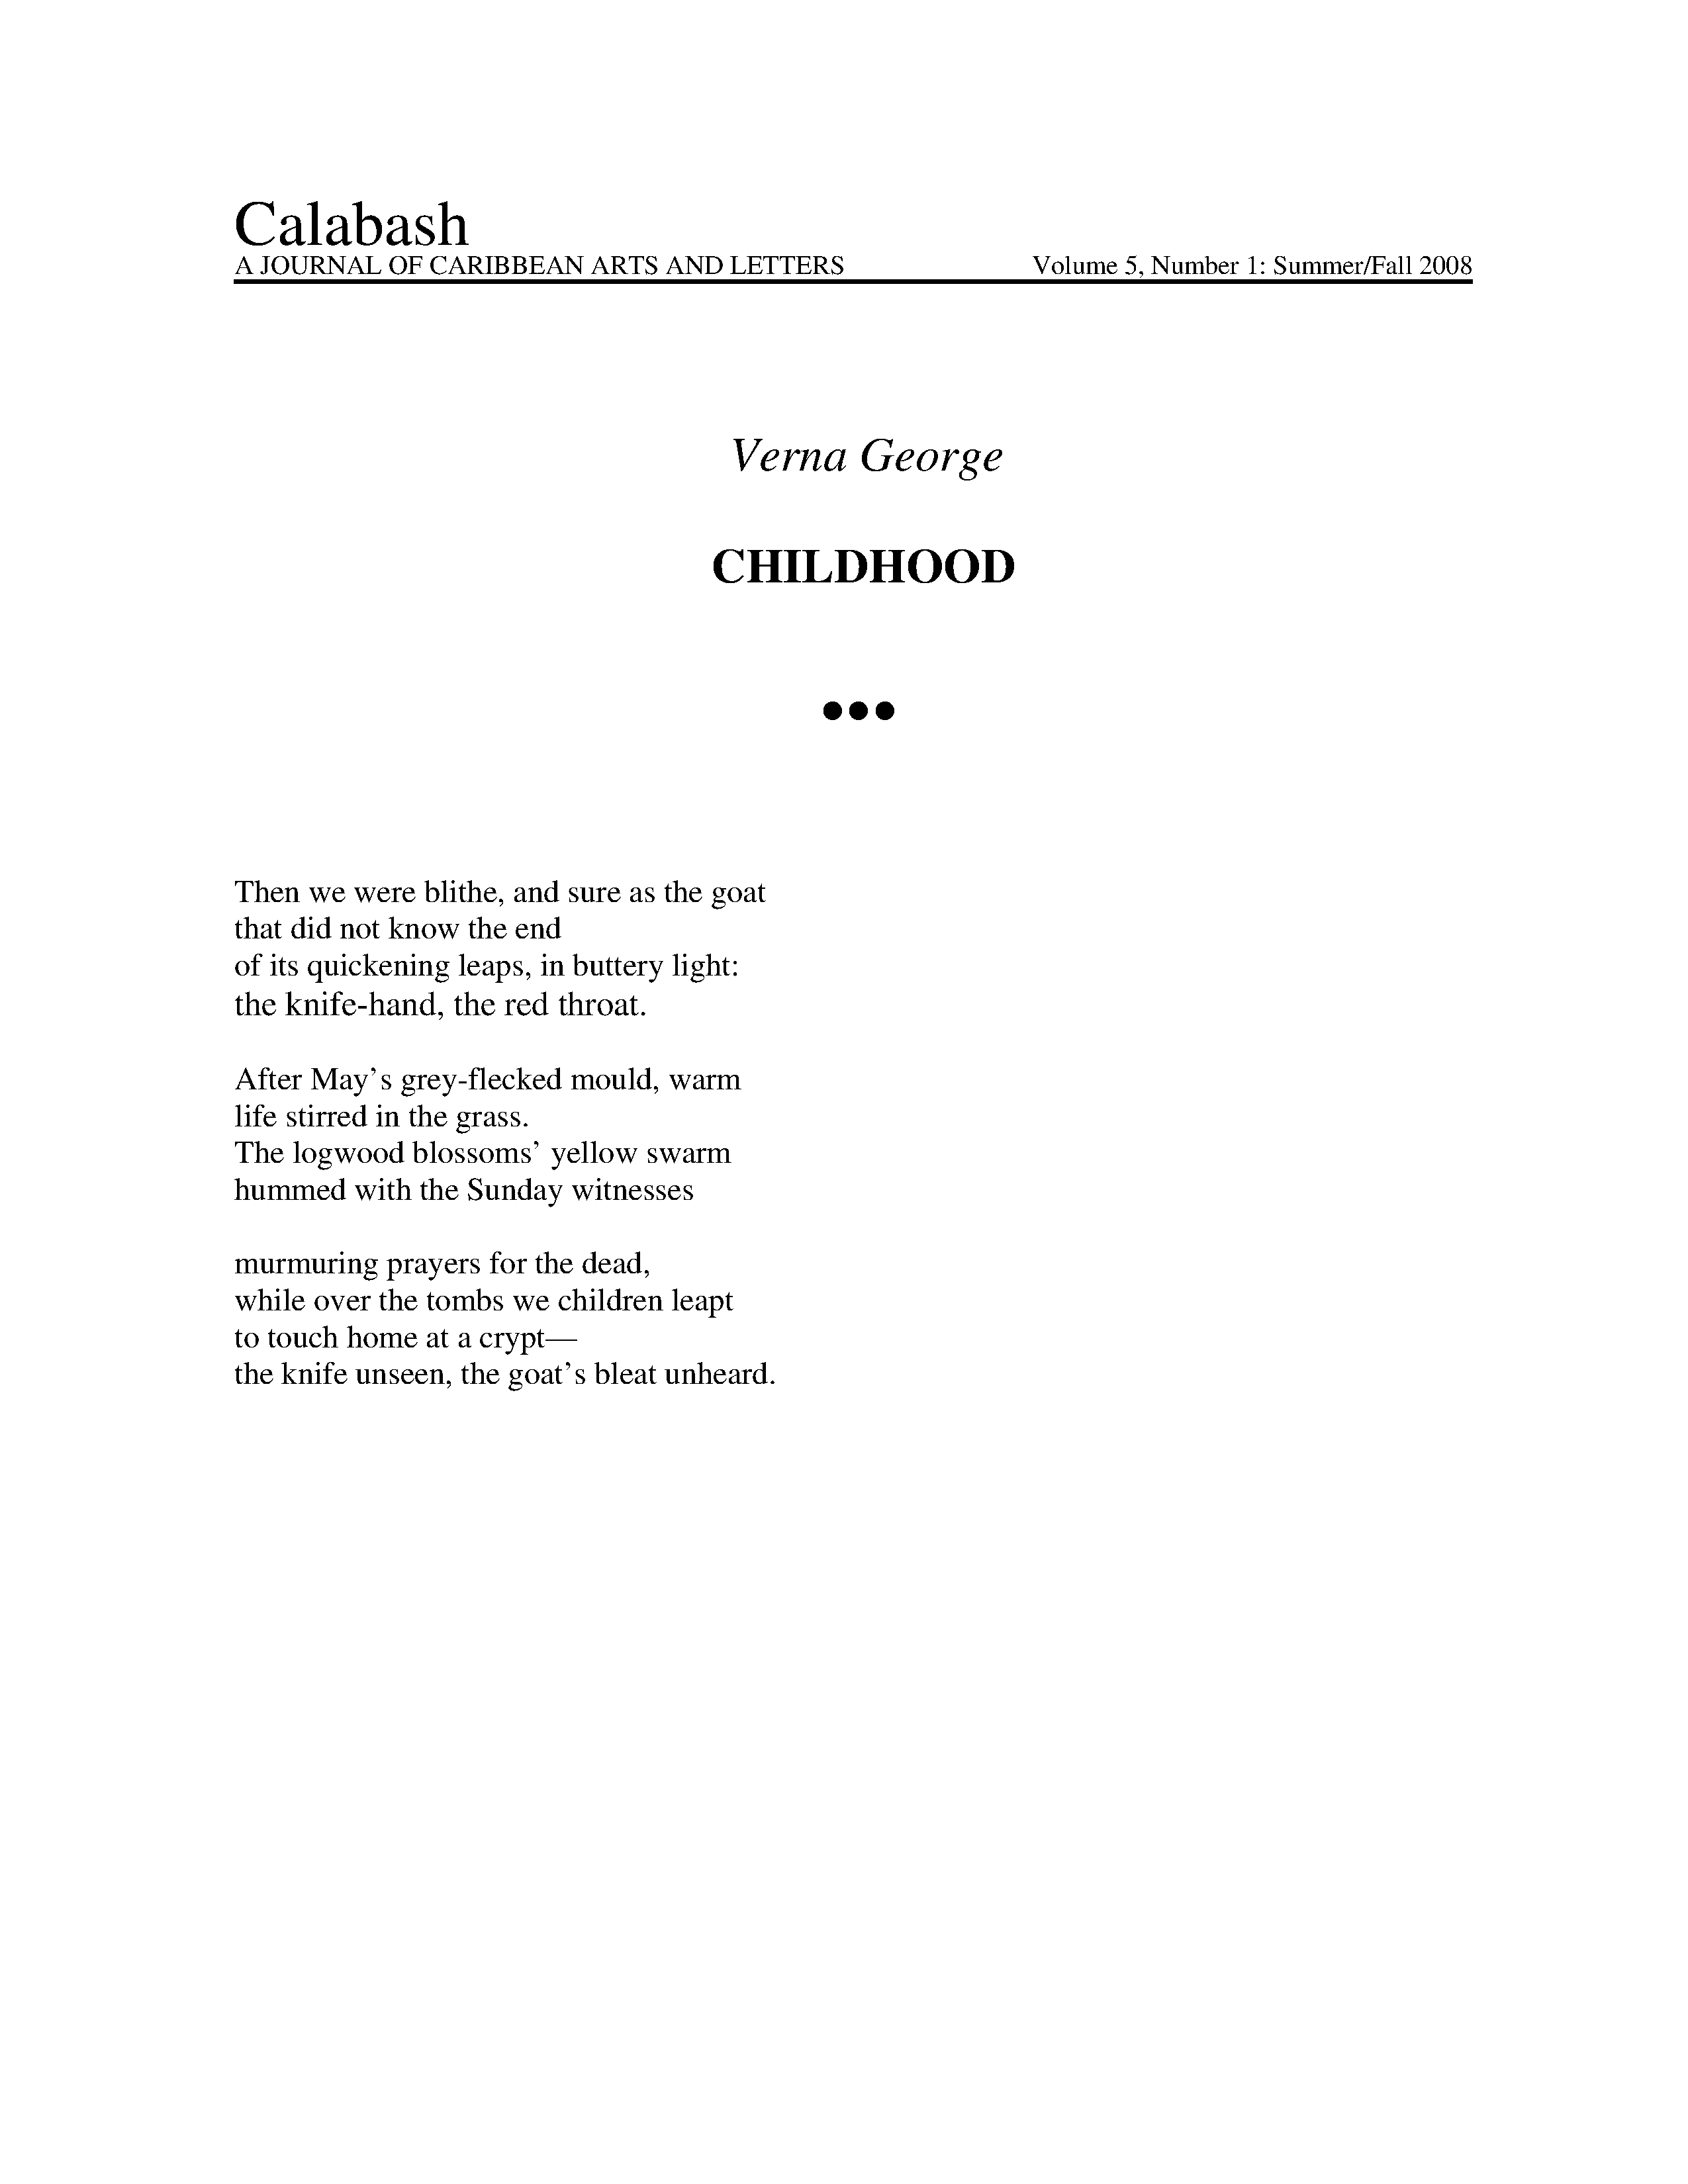 Calabash
A JOURNAL OF CARIBBEAN ARTS AND LETTERS Volume 5, Number 1: Summer/Fall 2008
Verna George
CHILDHOOD
●●●
Then we were blithe, and sure as the goat
that did not know the end
of its quickening leaps, in buttery light:
the knife-hand, the red throat.
After May’s grey-flecked mould, warm
life stirred in the grass.
The logwood blossoms’ yellow swarm
hummed with the Sunday witnesses
murmuring prayers for the dead,
while over the tombs we children leapt
to touch home at a crypt—
the knife unseen, the goat’s bleat unheard.